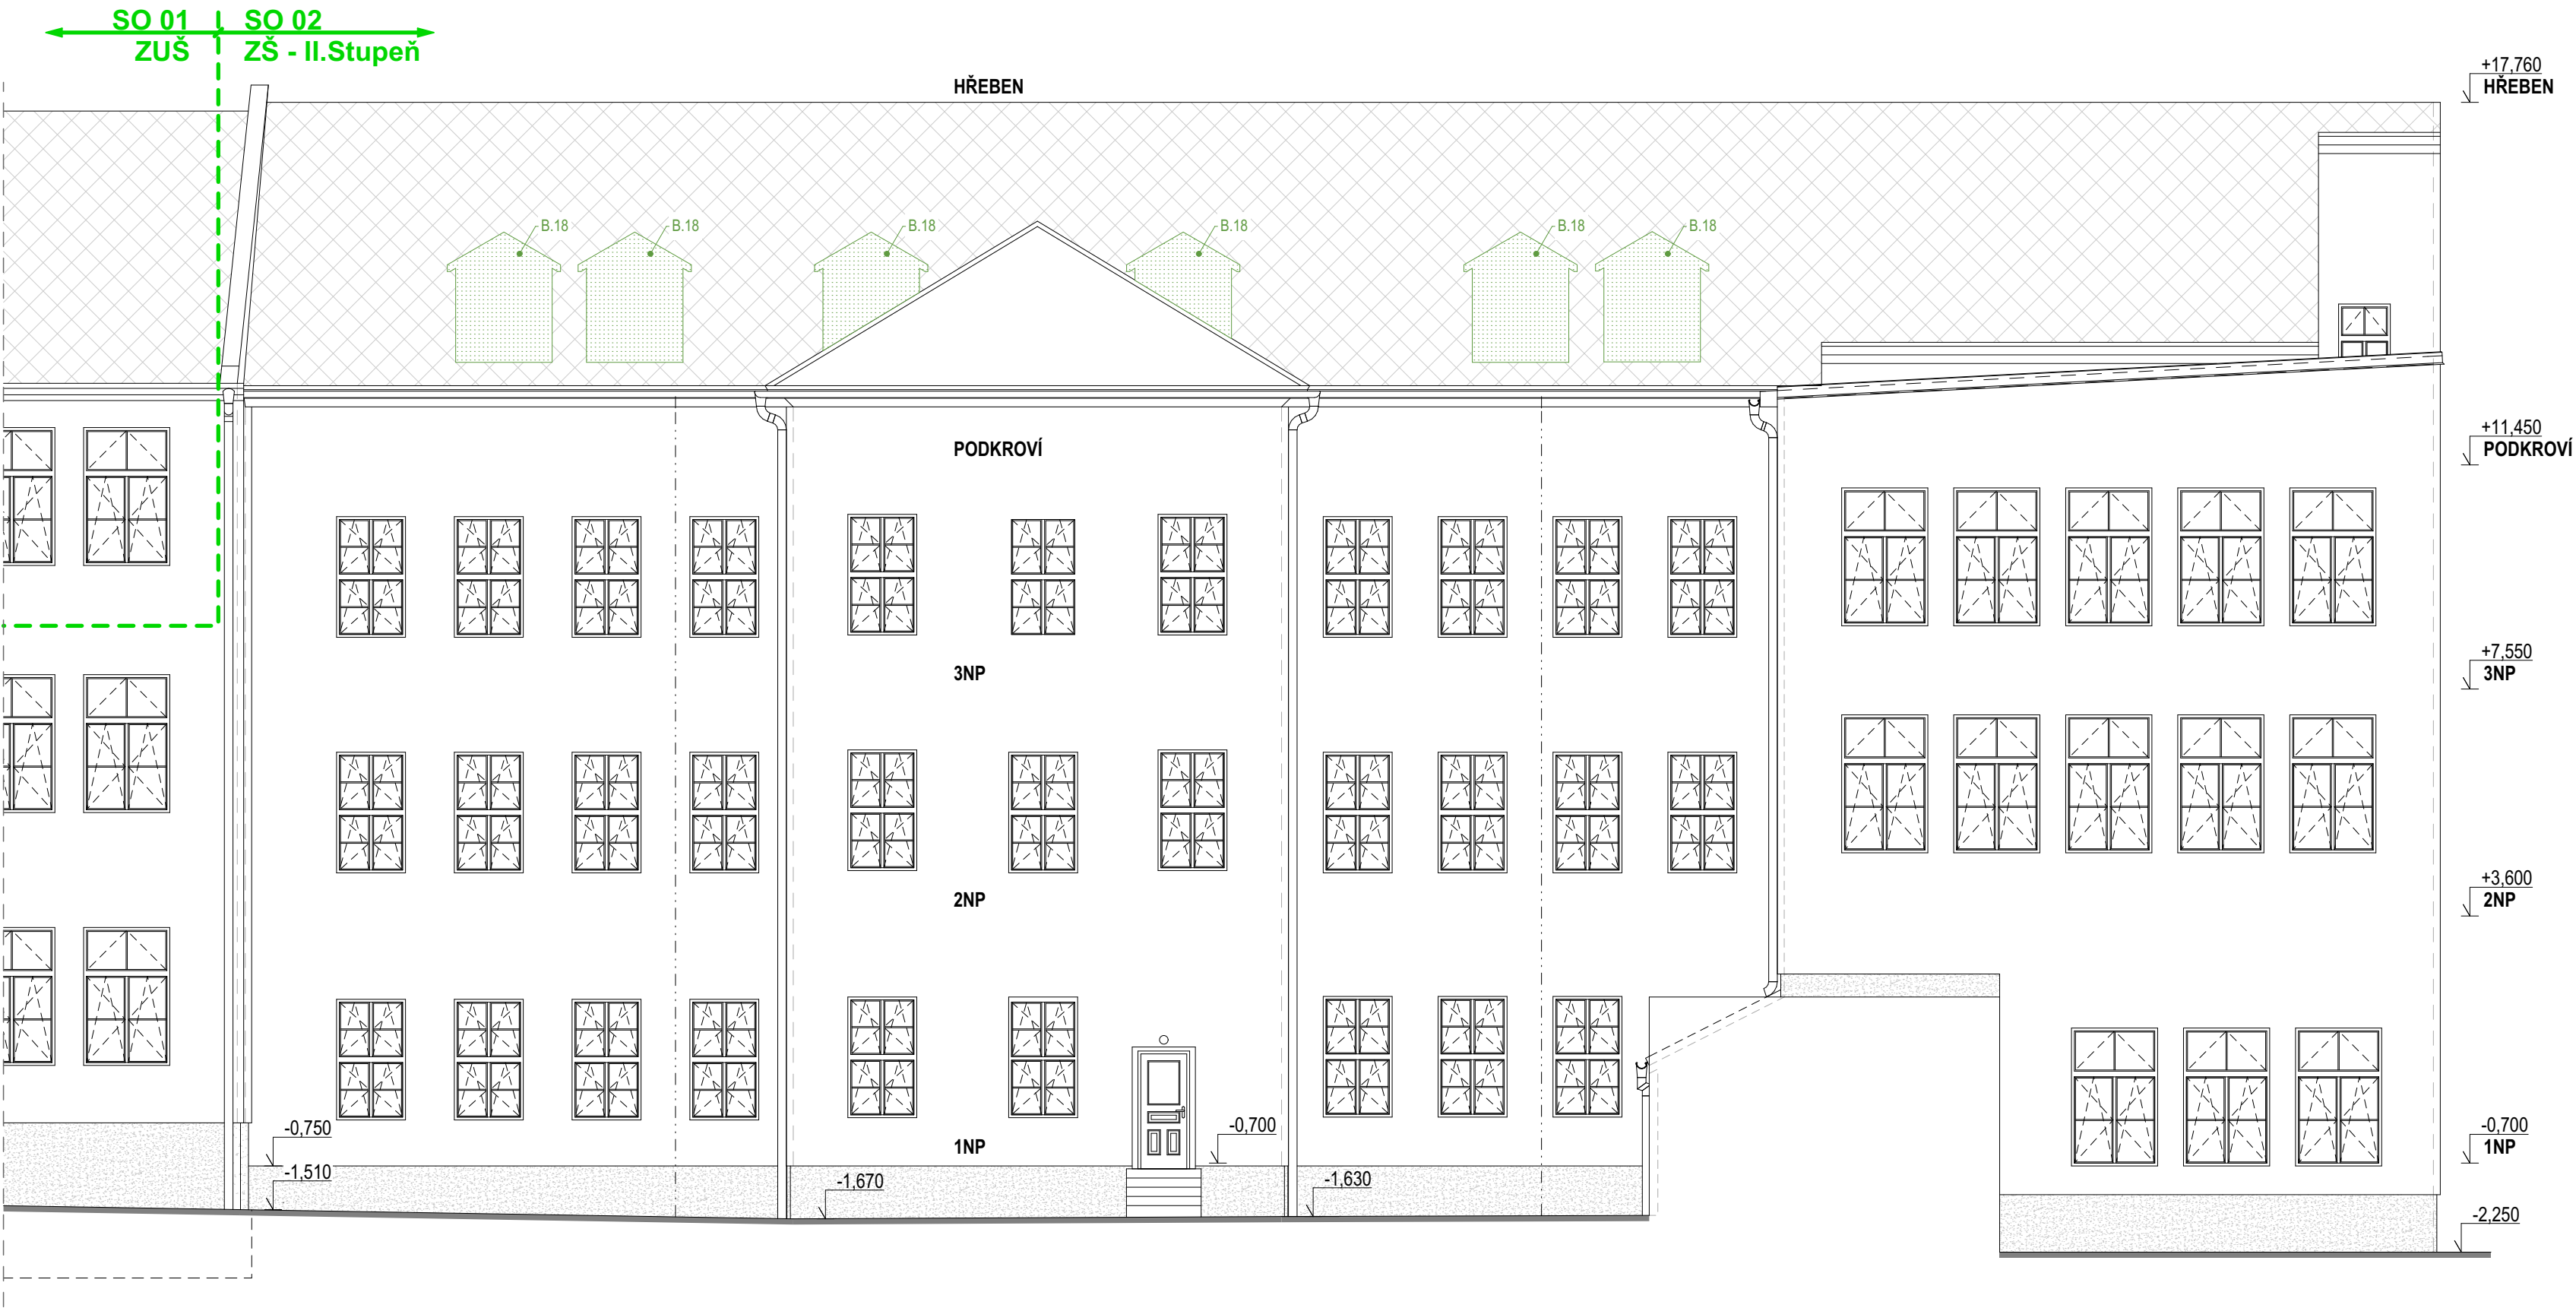 SO 01
SO 02
ZUŠ
ZŠ - II.Stupeň
HŘEBEN
+17,760
HŘEBEN
B.18
B.18
B.18
B.18
B.18
B.18
PODKROVÍ
+11,450
PODKROVÍ
3NP
+7,550
3NP
2NP
+3,600
2NP
-0,750
1NP
-0,700
-0,700
1NP
-1,510
-1,670
-1,630
-2,250